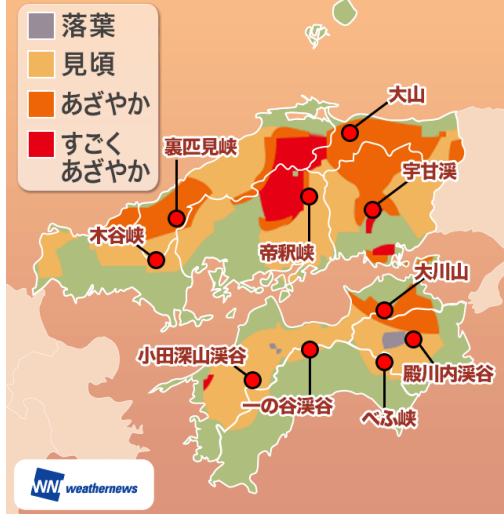 落葉
見頃
あざやか
すごく
あざやか
大山
裏匹見峡
宇甘渓
木谷峡
帝釈峡
大川山
小田深山渓谷
殿川内渓谷
一の谷渓谷
べふ峡
WNI weathernews